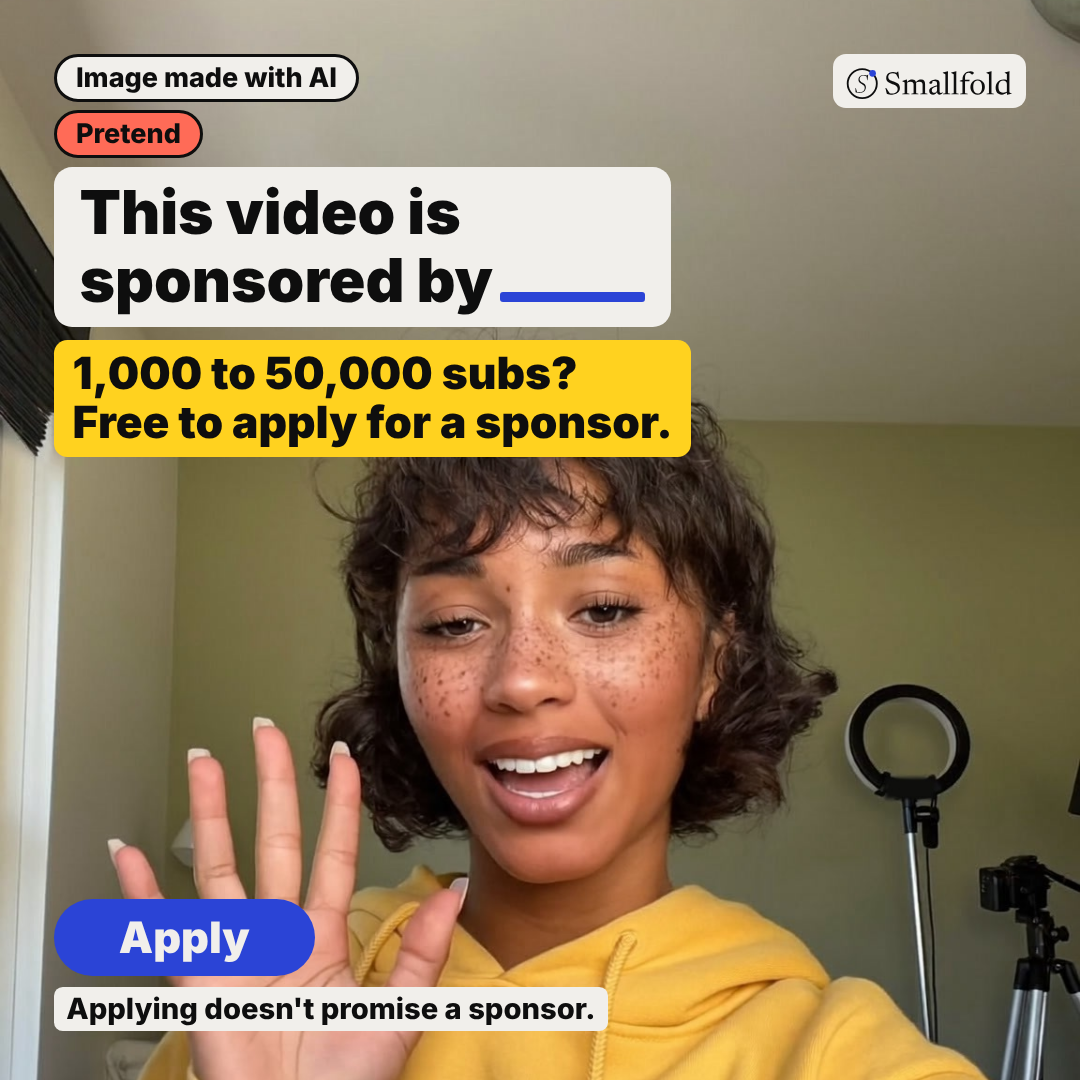 Image made with AI
Smallfold
Pretend
This video is
sponsored by
1,000 to 50,000 subs?
Free to apply for a sponsor.
Apply
Applying doesn't promise a sponsor.